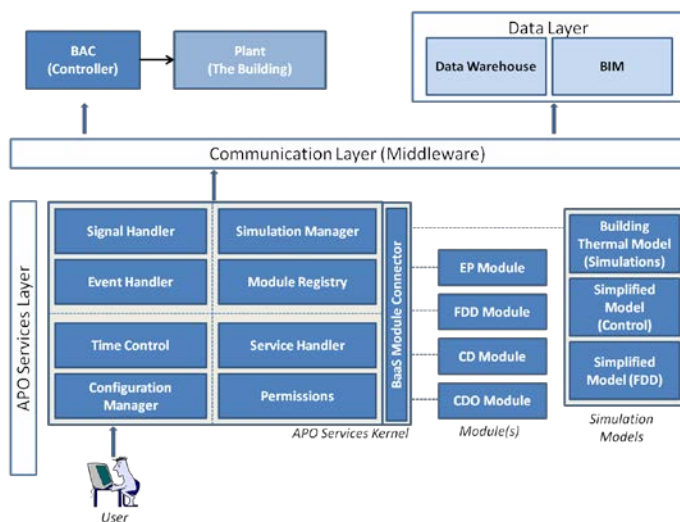 BAC
(Controller)
Plant
(The Building)
Data Layer
Data Warehouse
BIM
Communication Layer (Middleware)
APO Services Layer
Signal Handler
Simulation Manager
Event Handler
Module Registry
Time Control
Service Handler
Configuration
Manager
Permissions
BaaS Module Connector
APO Services Kernel
EP Module
FDD Module
CD Module
CDO Module
Module(s)
Building
Thermal Model
(Simulations)
Simplified
Model
(Control)
Simplified
Model (FDD)
Simulation
Models
User